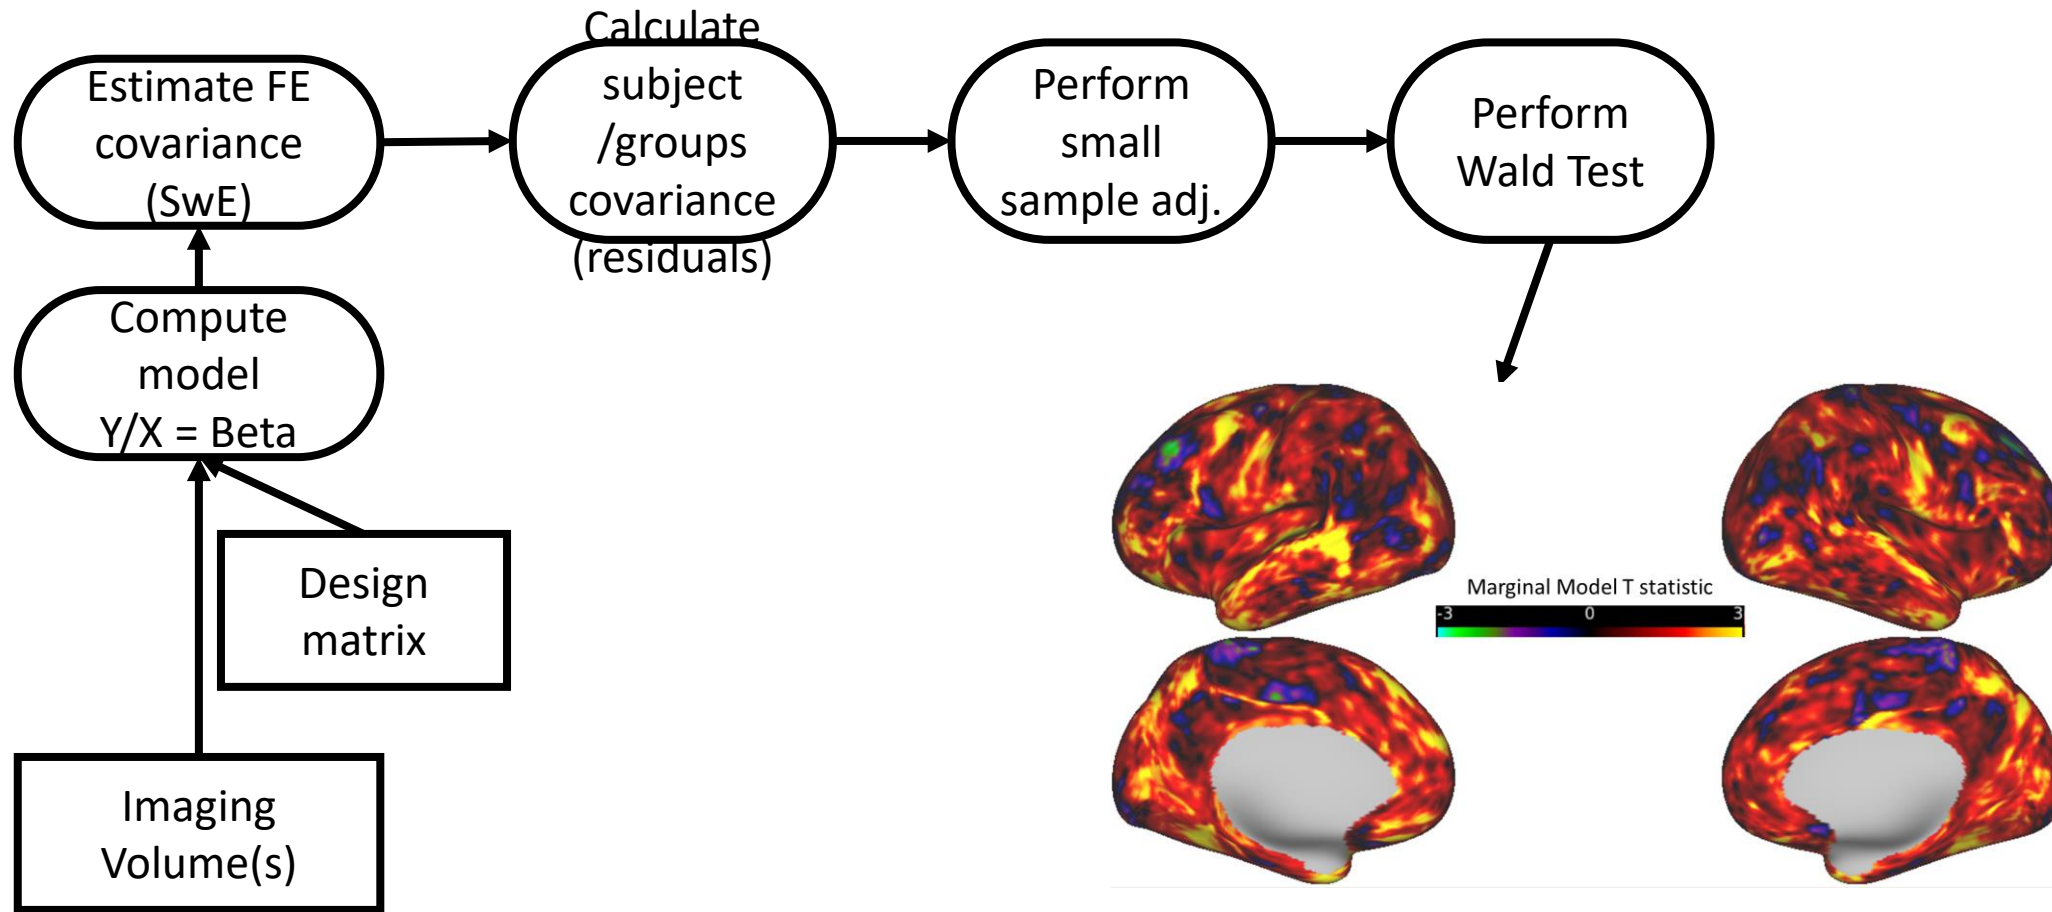 Estimate FE
covariance
(SwE)
Calculate
subject
/groups
covariance
(residuals)
Perform
small
sample adj.
Perform
Wald Test
Compute
model
Y/X = Beta
Design
matrix
Imaging
Volume(s)
Marginal Model T statistic
-3 0 3